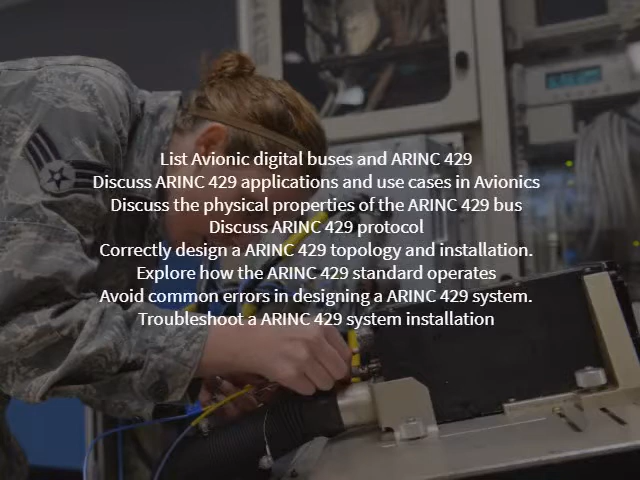 List Avionic digital buses and ARINC 429
Discuss ARINC 429 applications and use cases in Avionics
Discuss the physical properties of the ARINC 429 bus
Discuss ARINC 429 protocol
Correctly design a ARINC 429 topology and installation.
Explore how the ARINC 429 standard operates
Avoid common errors in designing a ARINC 429 system.
Troubleshoot a ARINC 429 system installation